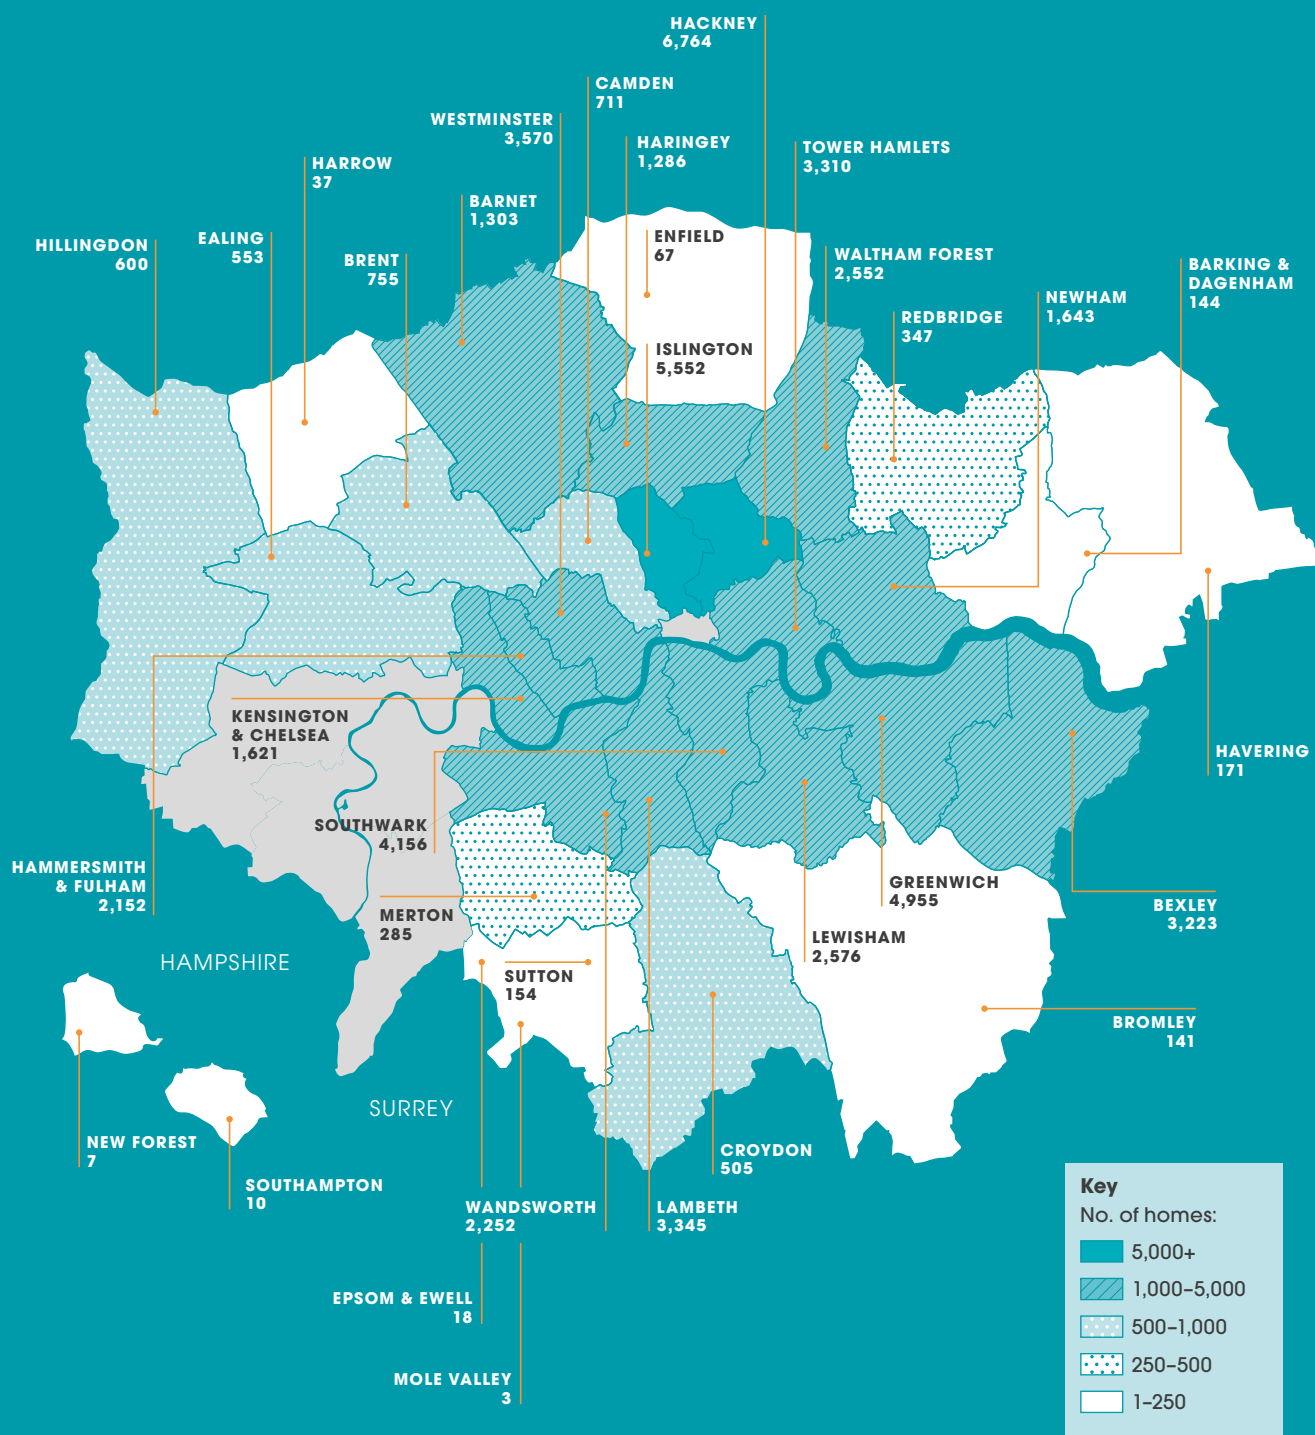 HACKNEY
6,764
CAMDEN
711
WESTMINSTER
3,570
HARINGEY
1,286
TOWER HAMLETS
3,310
HARROW
37
BARNET
1,303
HILLINGDON
600
EALING
553
BRENT
755
ENFIELD
67
WALTHAM FOREST
2,552
BARKING &
DAGENHAM
144
NEWHAM
1,643
REDBRIDGE
347
ISLINGTON
5,552
KENSINGTON
& CHELSEA
1,621
HAVERING
171
SOUTHWARK
4,156
HAMMERSMITH
& FULHAM
2,152
GREENWICH
4,955
BEXLEY
3,223
MERTON
285
LEWISHAM
2,576
HAMPSHIRE
SUTTON
154
BROMLEY
141
SURREY
NEW FOREST
7
CROYDON
505
SOUTHAMPTON
10
WANDSWORTH
2,252
LAMBETH
3,345
EPSOM & EWELL
18
MOLE VALLEY
3
Key
No. of homes:
5,000+
1,000–5,000
500–1,000
250–500
1–250